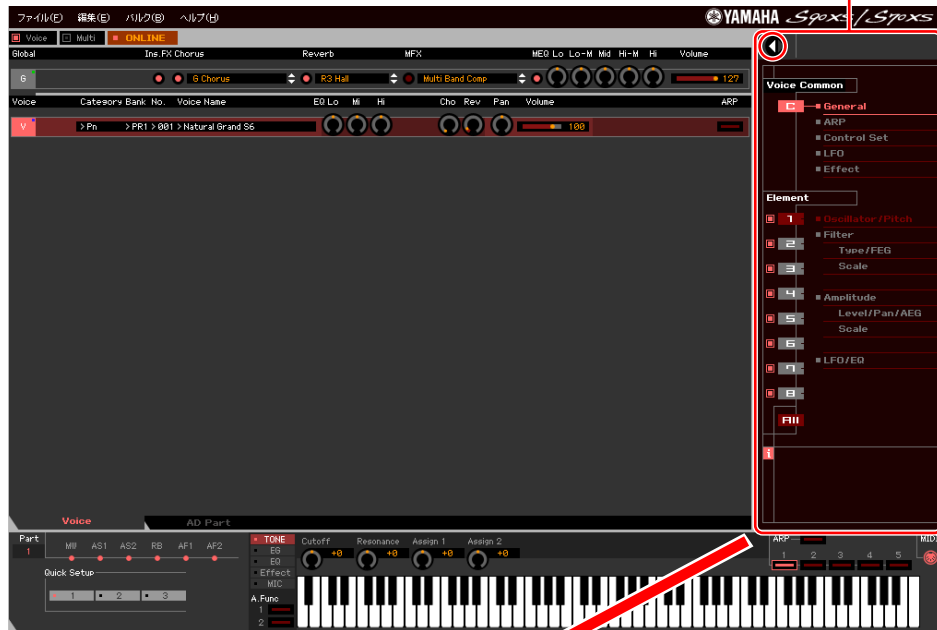 ファイル(F) 編集(E) バルク(B) ヘルプ(H) YAMAHA S90XS/S70XS
Voice Multi ONLINE
Global Ins.FX Chorus Reverb MFX MEQ Lo Lo-M Mid Hi-M Hi Volume
G G Chorus R3 Hall Multi Band Comp 127
Voice Category Bank No. Voice Name EQ Lo Mi Hi Cho Rev Pan Volume ARP
V >Pn >PR1 >001 >Natural Grand S6 100
Voice Common
C General
ARP
Control Set
LFO
Effect
Element
1 Oscillator/Pitch
Filter
2 Type/FEG
3 Scale
4 Amplitude
Level/Pan/AEG
5 Scale
6
7 LFO/EQ
8
All
i
Voice AD Part
Part 1
MW AS1 AS2 RB AF1 AF2
Quick Setup
1 2 3
TONE
EG
EQ
Effect
MIC
A.Func
1
2
Cutoff Resonance Assign 1 Assign 2
+0 +0 +0 +0
ARP
1 2 3 4 5
MIDI